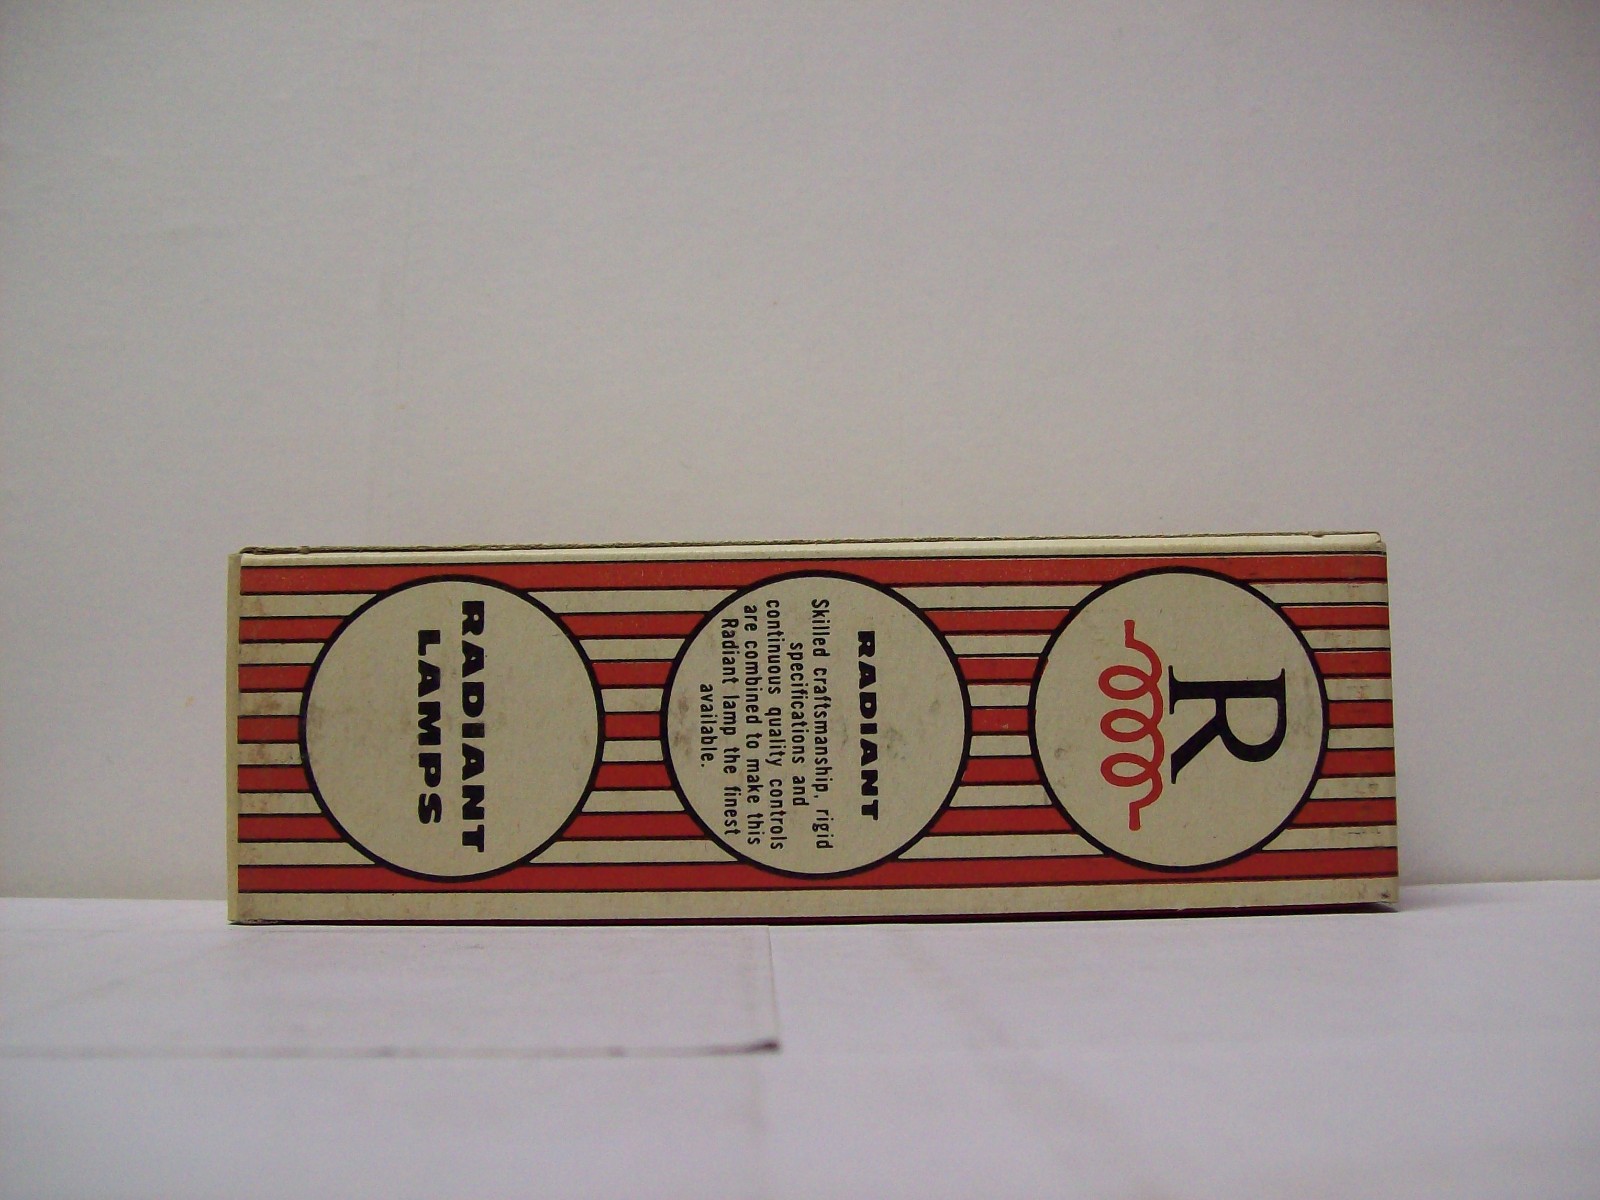 R
RADIANT
Skilled craftsmanship, rigid
specifications and
continuous quality controls
are combined to make this
Radiant lamp the finest
available.
RADIANT
LAMPS